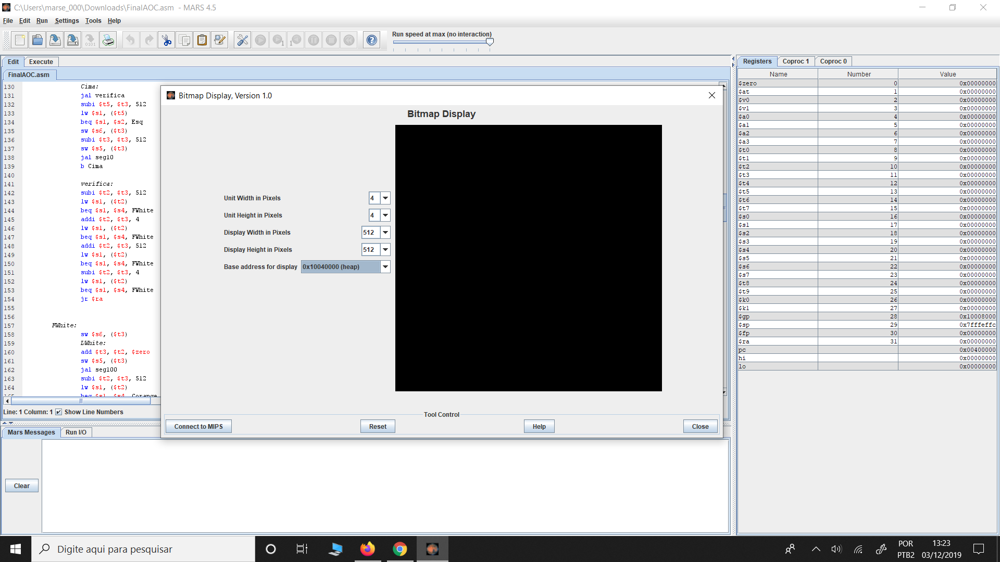 C:\Users\marse_000\Downloads\FinalAOC.asm - MARS 4.5
File Edit Run Settings Tools Help
Run speed at max (no interaction)
Edit Execute
FinalAOC.asm
130 Cima:
131 jal verifica
132 subi $t5, $t3, 512
133 lw $s1, ($t5)
134 beq $s1, $s2, Esq
135 sw $s6, ($t3)
136 subi $t3, $t3, 512
137 sw $s5, ($t3)
138 jal seg10
139 b Cima
140
141 verifica:
142 subi $t2, $t3, 512
143 lw $s1, ($t2)
144 beq $s1, $s4, FWhite
145 addi $t2, $t3, 4
146 lw $s1, ($t2)
147 beq $s1, $s4, FWhite
148 addi $t2, $t3, 512
149 lw $s1, ($t2)
150 beq $s1, $s4, FWhite
151 subi $t2, $t3, 4
152 lw $s1, ($t2)
153 beq $s1, $s4, FWhite
154 jr $ra
155
156
157 FWhite:
158 sw $s6, ($t3)
159 LWhite:
160 add $t3, $t2, $zero
161 sw $s5, ($t3)
162 jal seg100
163 subi $t2, $t3, 512
164 lw $s1, ($t2)
165 beq $s1, $s4, Corange
Line: 1 Column: 1 Show Line Numbers
Bitmap Display, Version 1.0
Bitmap Display
Unit Width in Pixels 4
Unit Height in Pixels 4
Display Width in Pixels 512
Display Height in Pixels 512
Base address for display 0x10040000 (heap)
Tool Control
Connect to MIPS Reset Help Close
Mars Messages Run I/O
Clear
Registers Coproc 1 Coproc 0
Name Number Value
$zero 0 0x00000000
$at 1 0x00000000
$v0 2 0x00000000
$v1 3 0x00000000
$a0 4 0x00000000
$a1 5 0x00000000
$a2 6 0x00000000
$a3 7 0x00000000
$t0 8 0x00000000
$t1 9 0x00000000
$t2 10 0x00000000
$t3 11 0x00000000
$t4 12 0x00000000
$t5 13 0x00000000
$t6 14 0x00000000
$t7 15 0x00000000
$s0 16 0x00000000
$s1 17 0x00000000
$s2 18 0x00000000
$s3 19 0x00000000
$s4 20 0x00000000
$s5 21 0x00000000
$s6 22 0x00000000
$s7 23 0x00000000
$t8 24 0x00000000
$t9 25 0x00000000
$k0 26 0x00000000
$k1 27 0x00000000
$gp 28 0x10008000
$sp 29 0x7fffeffc
$fp 30 0x00000000
$ra 31 0x00000000
pc 0x00400000
hi 0x00000000
lo 0x00000000
Digite aqui para pesquisar
POR
PTB2
13:23
03/12/2019